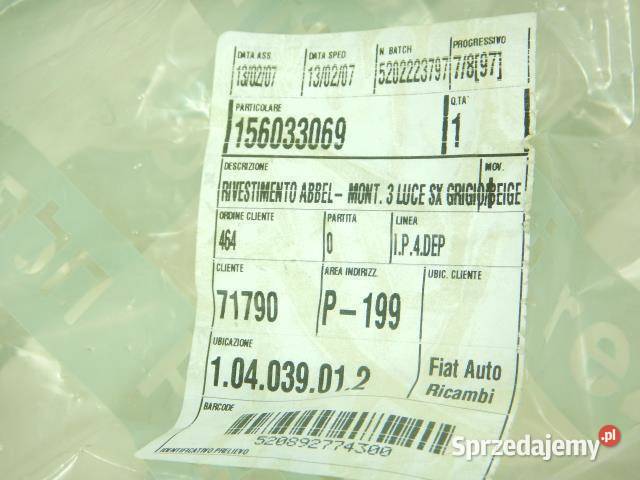 DATA ASS. DATA SPED. N. BATCH PROGRESSIVO
13/02/07 13/02/07 5202223797 7/8[97]
PARTICOLARE Q.TA'
156033069 1
DESCRIZIONE MOV.
RIVESTIMENTO ABBEL- MONT. 3 LUCE SX GRIGIO/BEIGE
ORDINE CLIENTE PARTITA LINEA
464 0 I.P.4.DEP
CLIENTE AREA INDIRIZZ. UBIC. CLIENTE
71790 P-199
UBICAZIONE
1.04.039.01.2 Fiat Auto
Ricambi
BARCODE
520892774300
IDENTIFICATIVO PRELIEVO
Sprzedajemy.pl